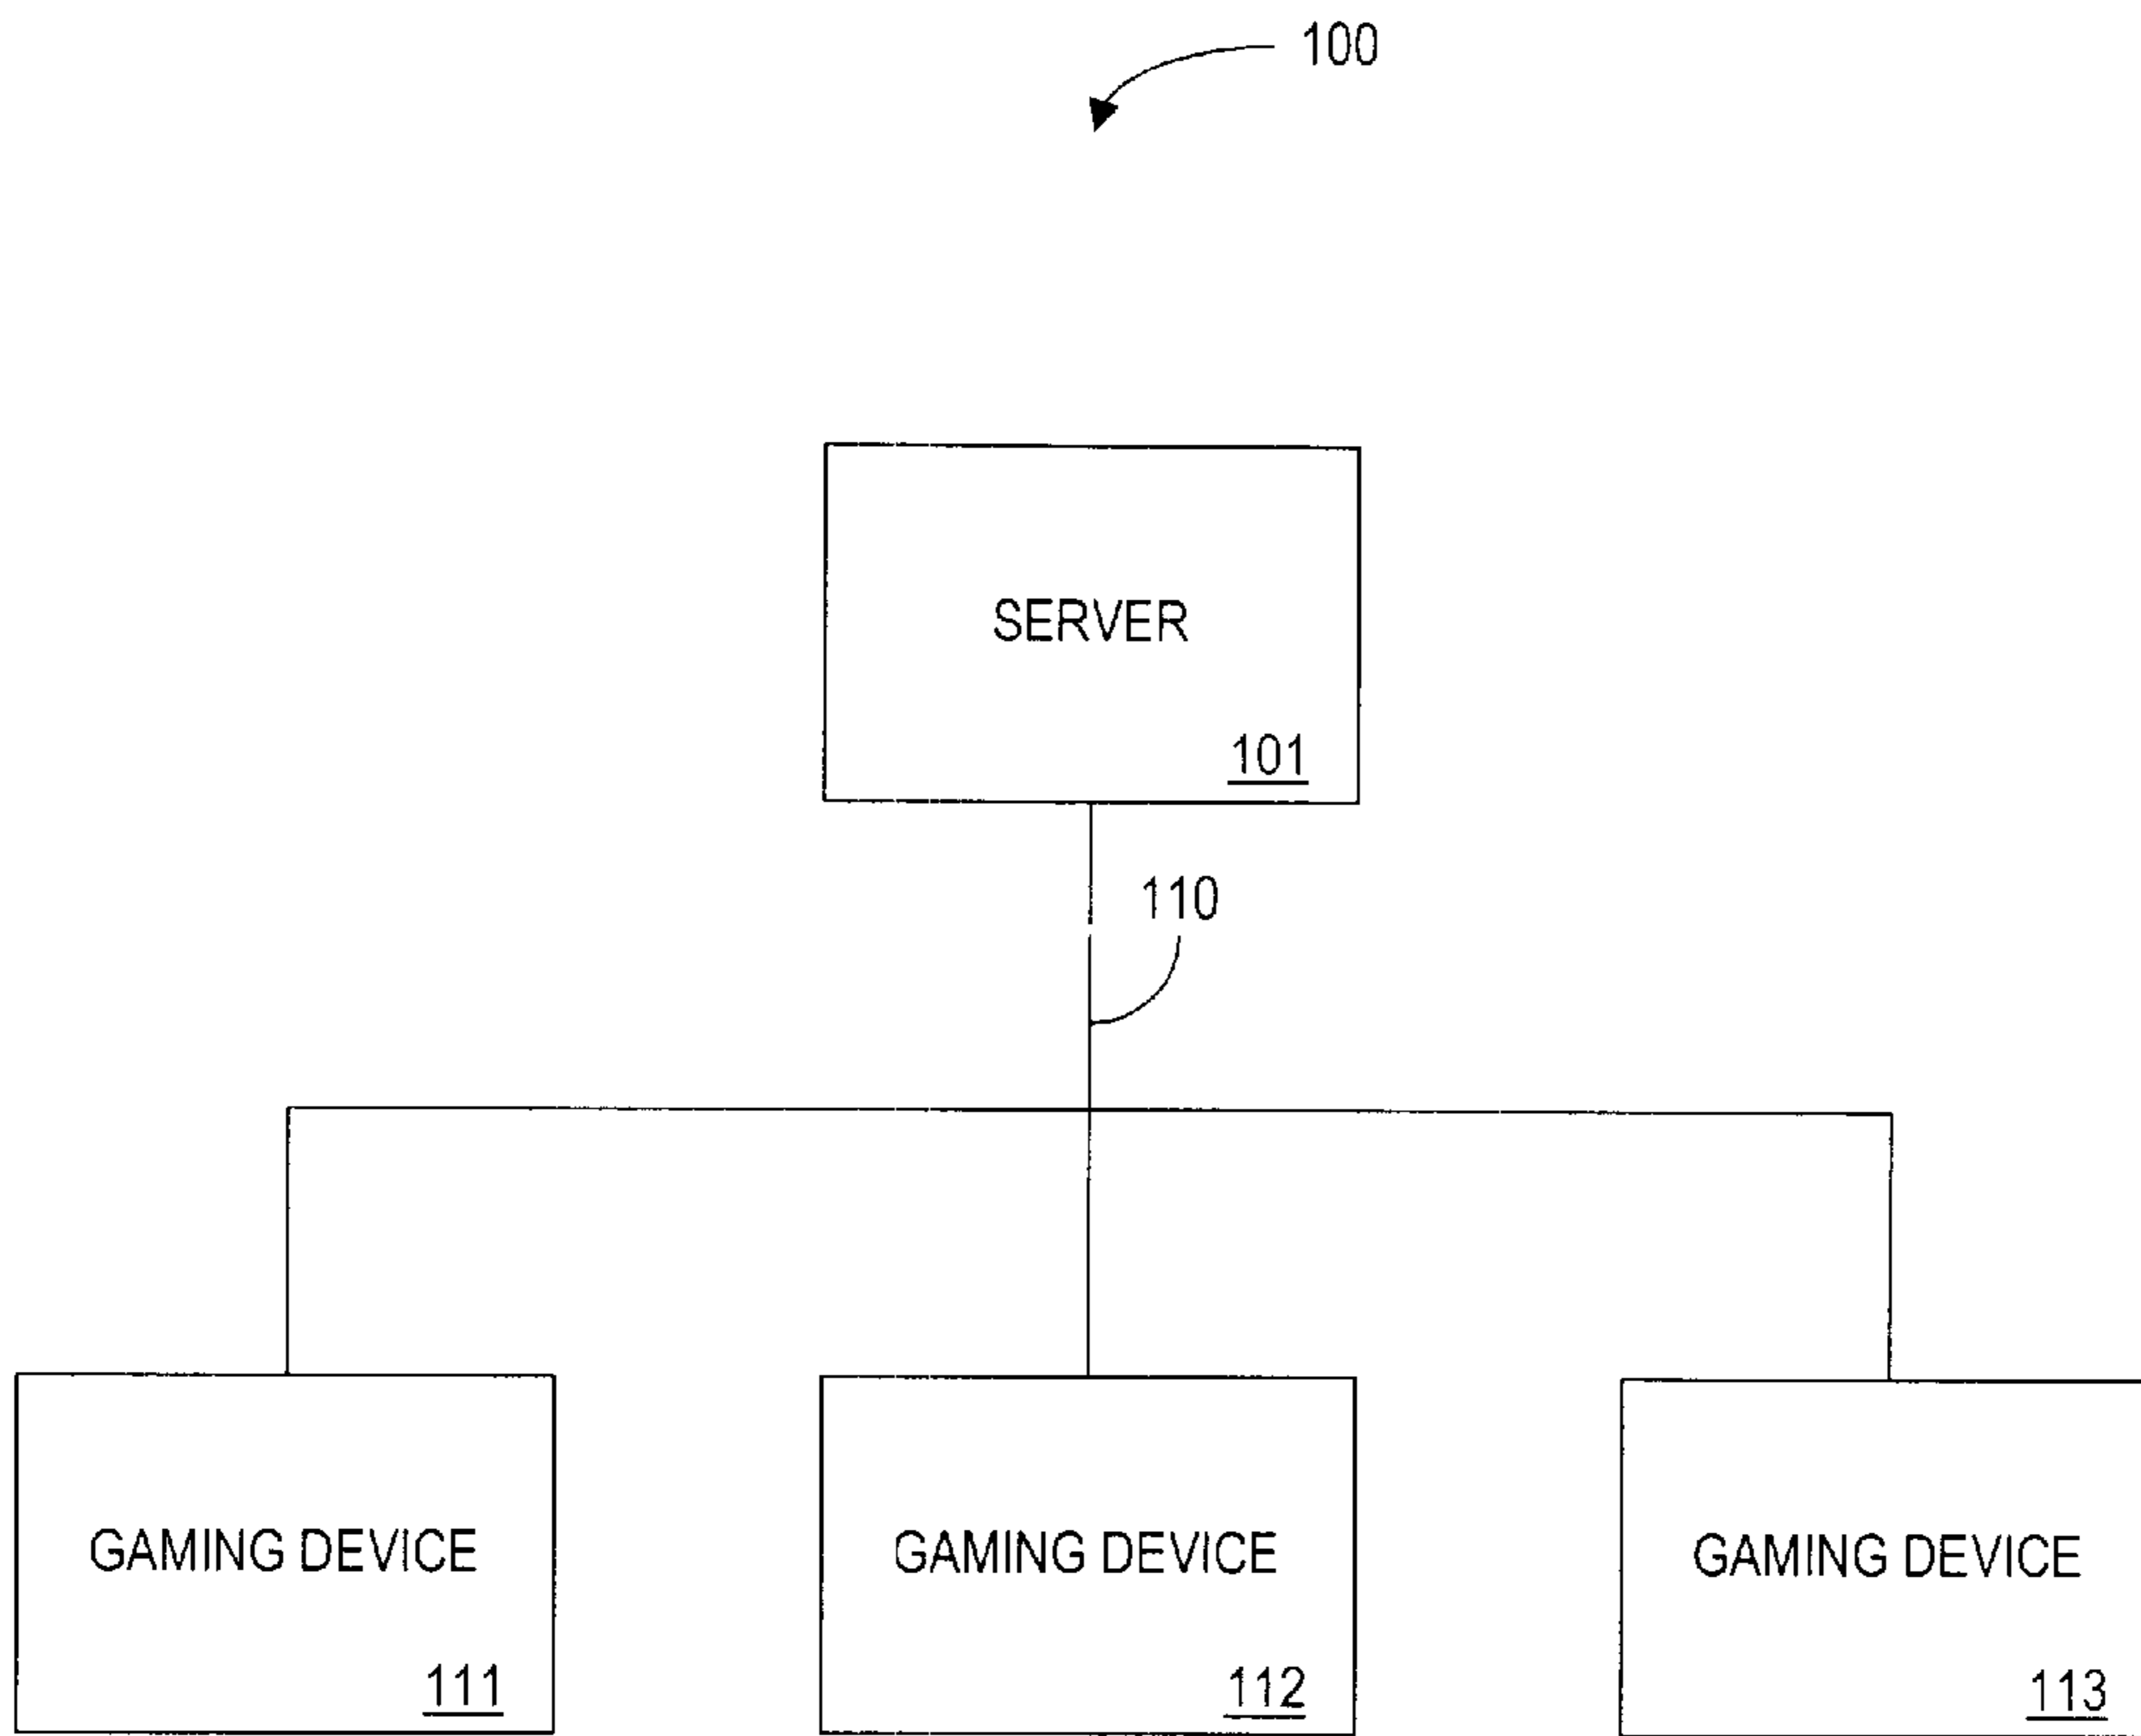 100
SERVER
101
110
GAMING DEVICE
111
GAMING DEVICE
112
GAMING DEVICE
113